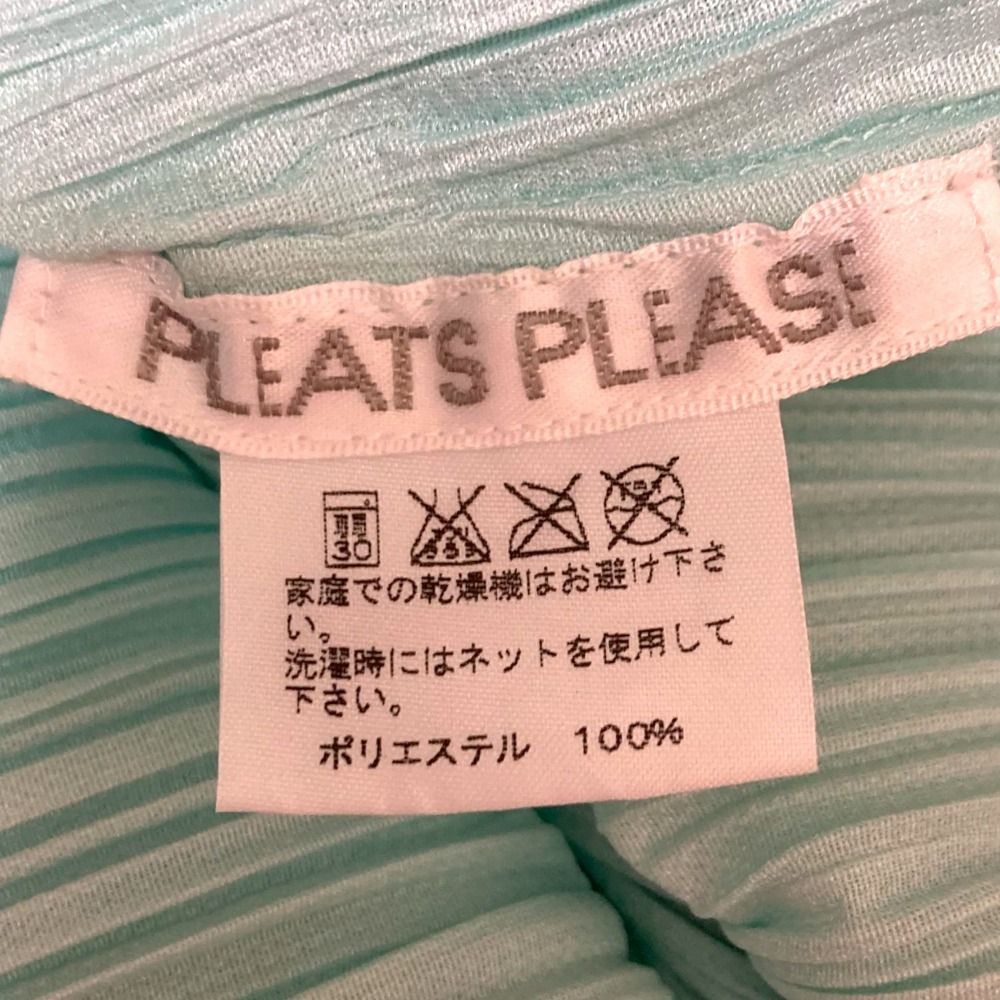 PLEATS PLEASE
弱
30
家庭での乾燥機はお避け下さ
い。
洗濯時にはネットを使用して
下さい。
ポリエステル 100%